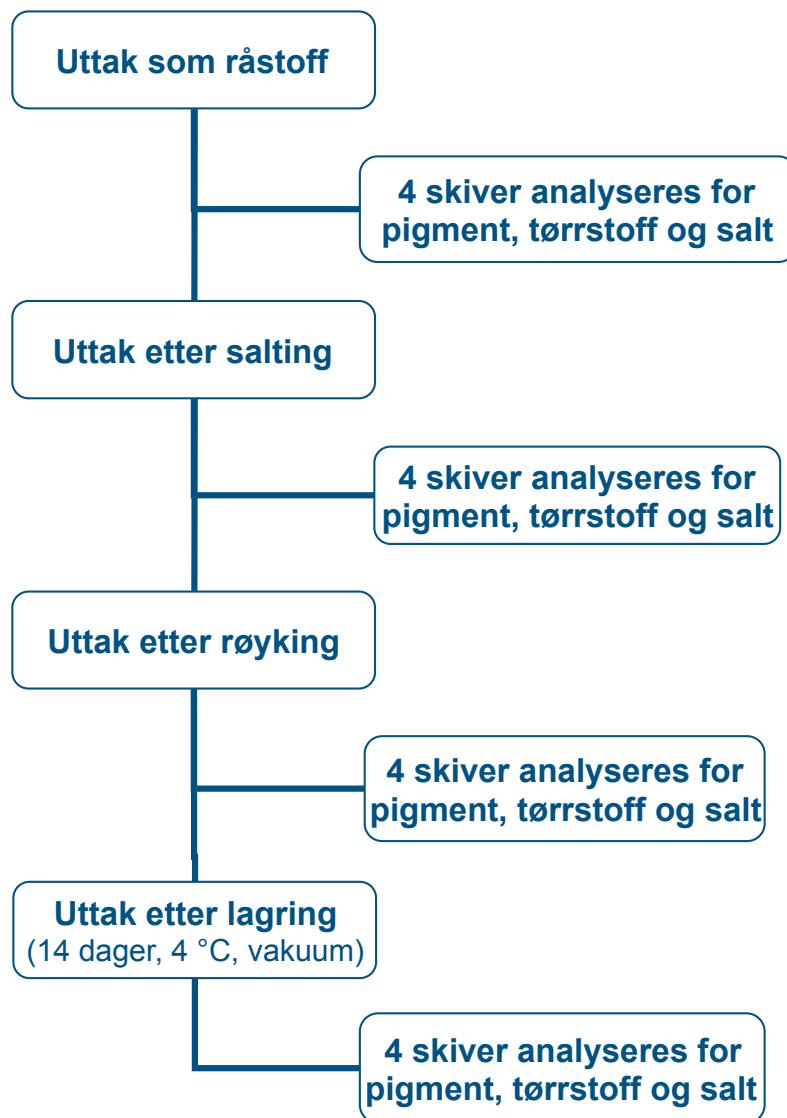 Uttak som råstoff
4 skiver analyseres for
pigment, tørrstoff og salt
Uttak etter salting
4 skiver analyseres for
pigment, tørrstoff og salt
Uttak etter røyking
4 skiver analyseres for
pigment, tørrstoff og salt
Uttak etter lagring
(14 dager, 4 °C, vakuum)
4 skiver analyseres for
pigment, tørrstoff og salt